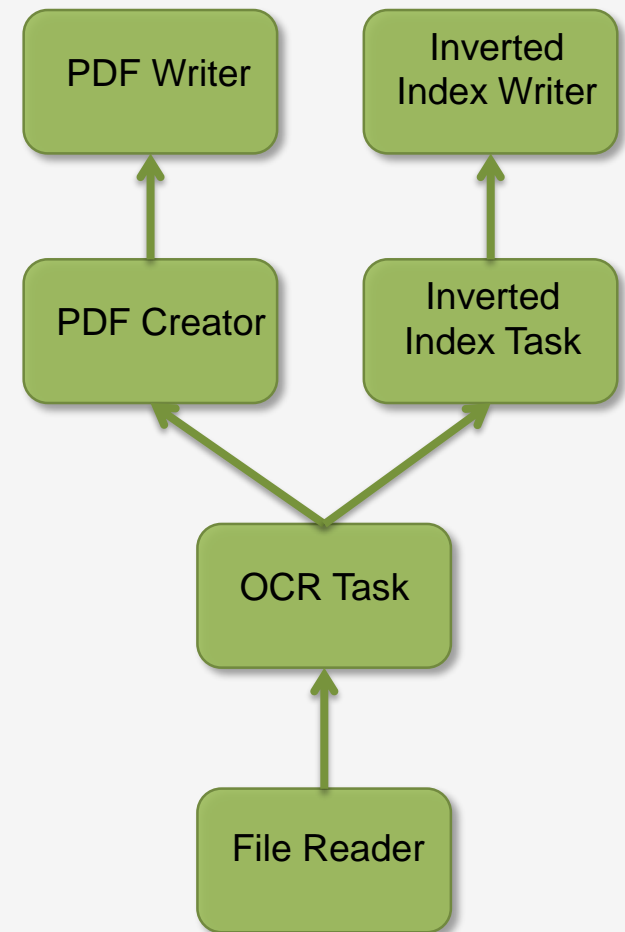 PDF Writer
Inverted
Index Writer
PDF Creator
Inverted
Index Task
OCR Task
File Reader